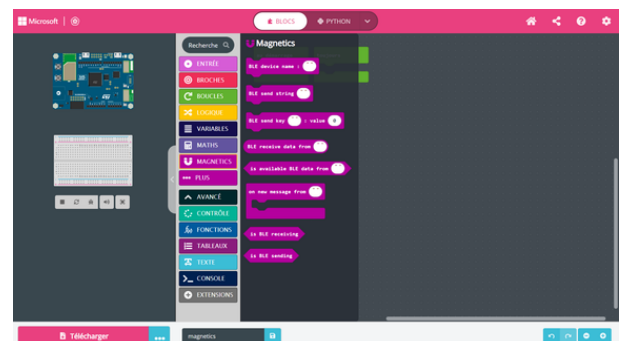 Microsoft
BLOCS
PYTHON
Recherche
Magnetics
ENTRÉE
BROCHES
BOUCLES
LOGIQUE
VARIABLES
MATHS
MAGNETICS
PLUS
AVANCÉ
CONTRÔLE
FONCTIONS
TABLEAUX
TEXTE
CONSOLE
EXTENSIONS
BLE device name :
BLE send string
BLE send key : value 0
BLE receive data from
is available BLE data from
on new message from
is BLE receiving
is BLE sending
Télécharger
magnetics